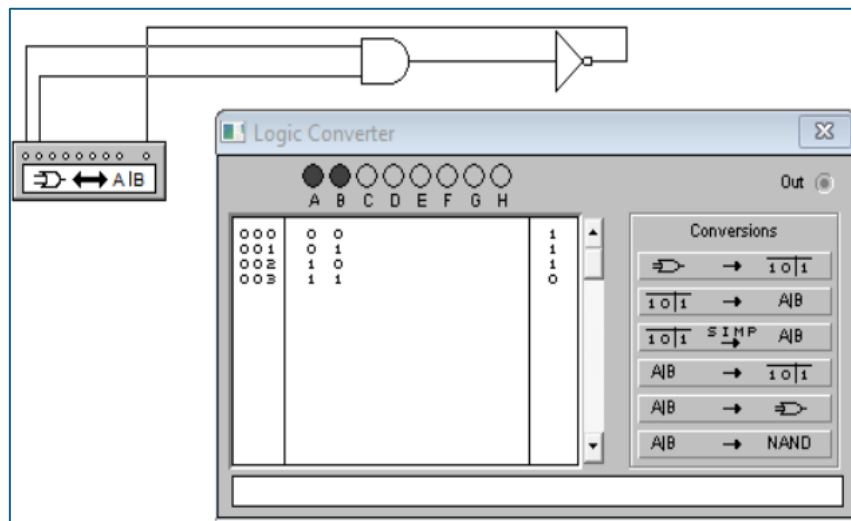 A|B
Logic Converter
A B C D E F G H
Out
000 0 0 1
001 0 1 1
002 1 0 1
003 1 1 0
Conversions
→ 1 0|1
1 0|1 → A|B
1 0|1 SIMP → A|B
A|B → 1 0|1
A|B →
A|B → NAND